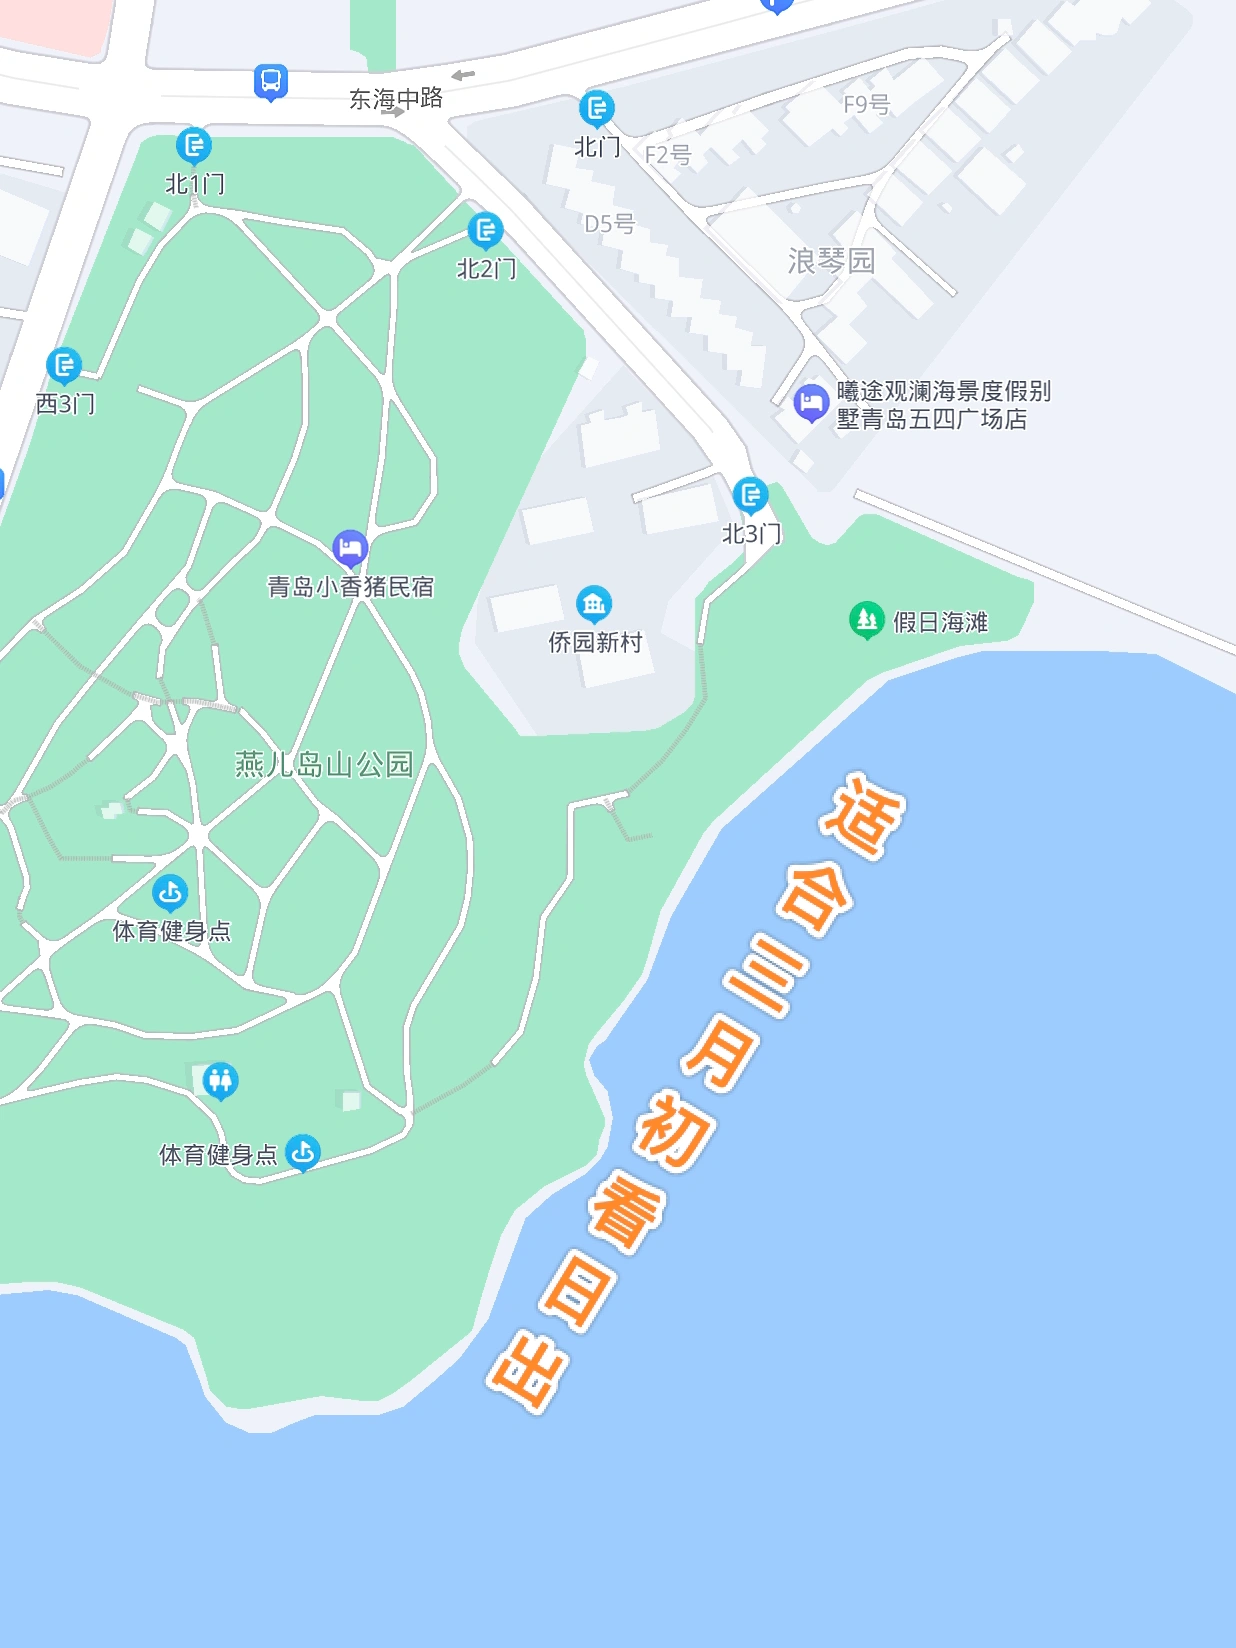 东海中路
北门
F9号
北1门
F2号
D5号
北2门
浪琴园
西3门
曦途观澜海景度假别
墅青岛五四广场店
北3门
青岛小香猪民宿
侨园新村
假日海滩
燕儿岛山公园
体育健身点
体育健身点
适合三月初看日出